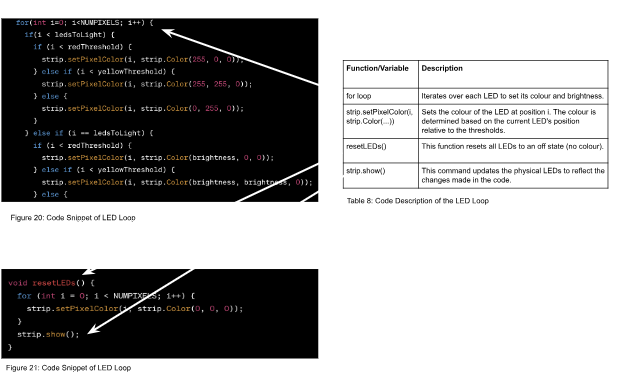 for(int i=0; i<NUMPIXELS; i++) {
if(i < ledsToLight) {
if (i < redThreshold) {
strip.setPixelColor(i, strip.Color(255, 0, 0));
} else if (i < yellowThreshold) {
strip.setPixelColor(i, strip.Color(255, 255, 0));
} else {
strip.setPixelColor(i, strip.Color(0, 255, 0));
}
} else if (i == ledsToLight) {
if (i < redThreshold) {
strip.setPixelColor(i, strip.Color(brightness, 0, 0));
} else if (i < yellowThreshold) {
strip.setPixelColor(i, strip.Color(brightness, brightness, 0));
} else {
Figure 20: Code Snippet of LED Loop
Function/Variable Description
for loop Iterates over each LED to set its colour and brightness.
strip.setPixelColor(i, Sets the colour of the LED at position i. The colour is
strip.Color(...)) determined based on the current LED's position
relative to the thresholds.
resetLEDs() This function resets all LEDs to an off state (no colour).
strip.show() This command updates the physical LEDs to reflect the
changes made in the code.
Table 8: Code Description of the LED Loop
void resetLEDs() {
for (int i = 0; i < NUMPIXELS; i++) {
strip.setPixelColor(i, strip.Color(0, 0, 0));
}
strip.show();
}
Figure 21: Code Snippet of LED Loop